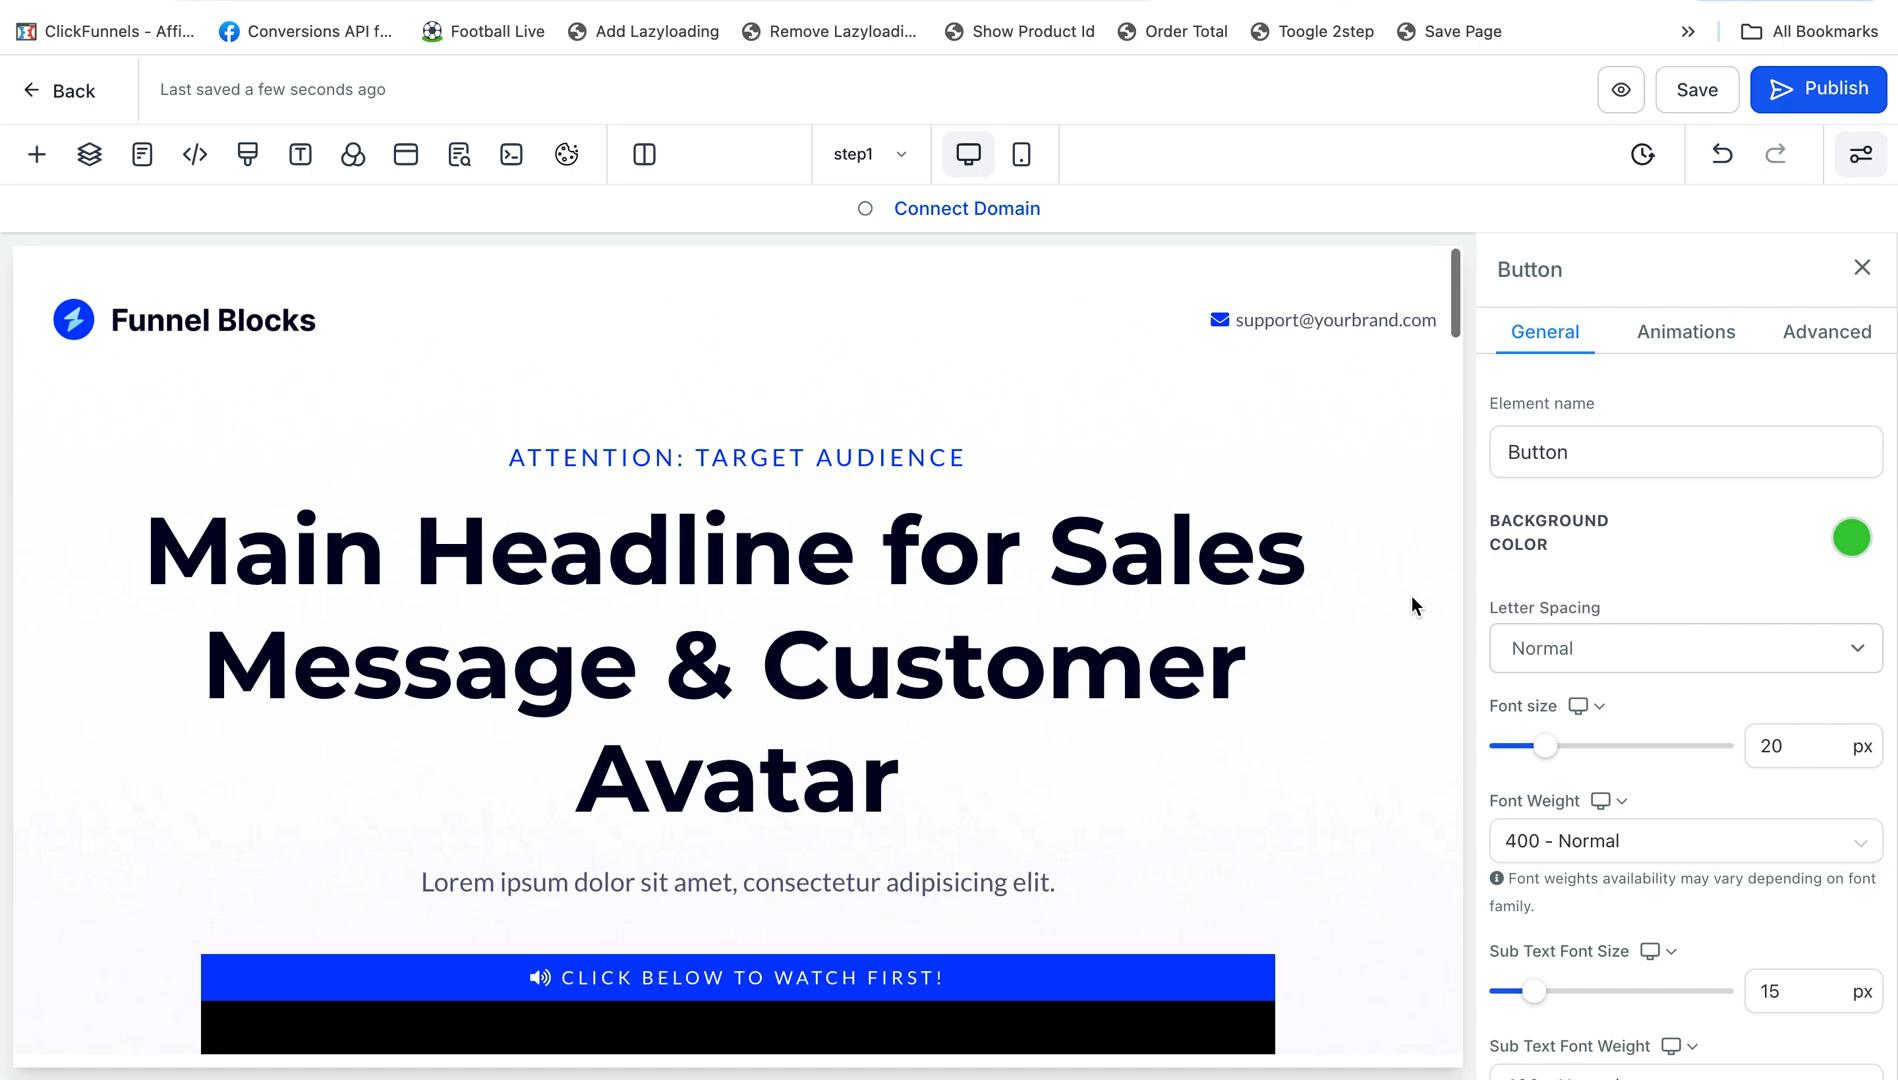 ClickFunnels - Affi...
Conversions API f...
Football Live
Add Lazyloading
Remove Lazyloadi...
Show Product Id
Order Total
Toogle 2step
Save Page
All Bookmarks
Back
Last saved a few seconds ago
Save
Publish
step1
Connect Domain
Funnel Blocks
support@yourbrand.com
ATTENTION: TARGET AUDIENCE
Main Headline for Sales
Message & Customer
Avatar
Lorem ipsum dolor sit amet, consectetur adipisicing elit.
CLICK BELOW TO WATCH FIRST!
Button
General
Animations
Advanced
Element name
Button
BACKGROUND
COLOR
Letter Spacing
Normal
Font size
20 px
Font Weight
400 - Normal
Font weights availability may vary depending on font
family.
Sub Text Font Size
15 px
Sub Text Font Weight